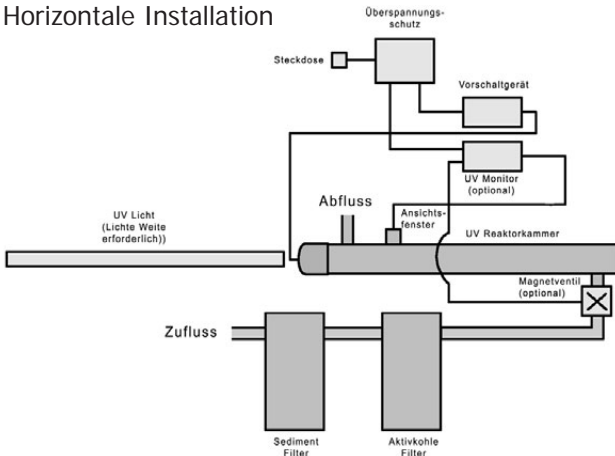 Horizontale Installation
Überspannungs-
schutz
Steckdose
Vorschaltgerät
UV Monitor
(optional)
UV Licht
(Lichte Weite
erforderlich))
Abfluss
Ansichts-
fenster
UV Reaktorkammer
Magnetventil
(optional)
Zufluss
Sediment
Filter
Aktivkohle
Filter